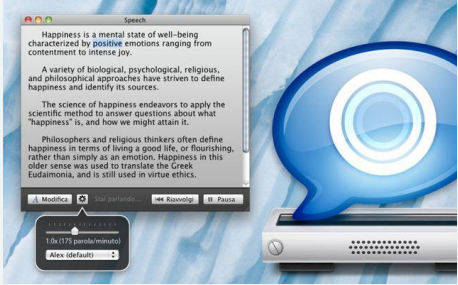 Speech
Happiness is a mental state of well-being
characterized by positive emotions ranging from
contentment to intense joy.
A variety of biological, psychological, religious,
and philosophical approaches have striven to define
happiness and identify its sources.
The science of happiness endeavors to apply the
scientific method to answer questions about what
"happiness" is, and how we might attain it.
Philosophers and religious thinkers often define
happiness in terms of living a good life, or flourishing,
rather than simply as an emotion. Happiness in this
older sense was used to translate the Greek
Eudaimonia, and is still used in virtue ethics.
A Modifica Stai parlando... Riavvolgi Pausa
1.0x (175 parola/minuto)
Alex (default)